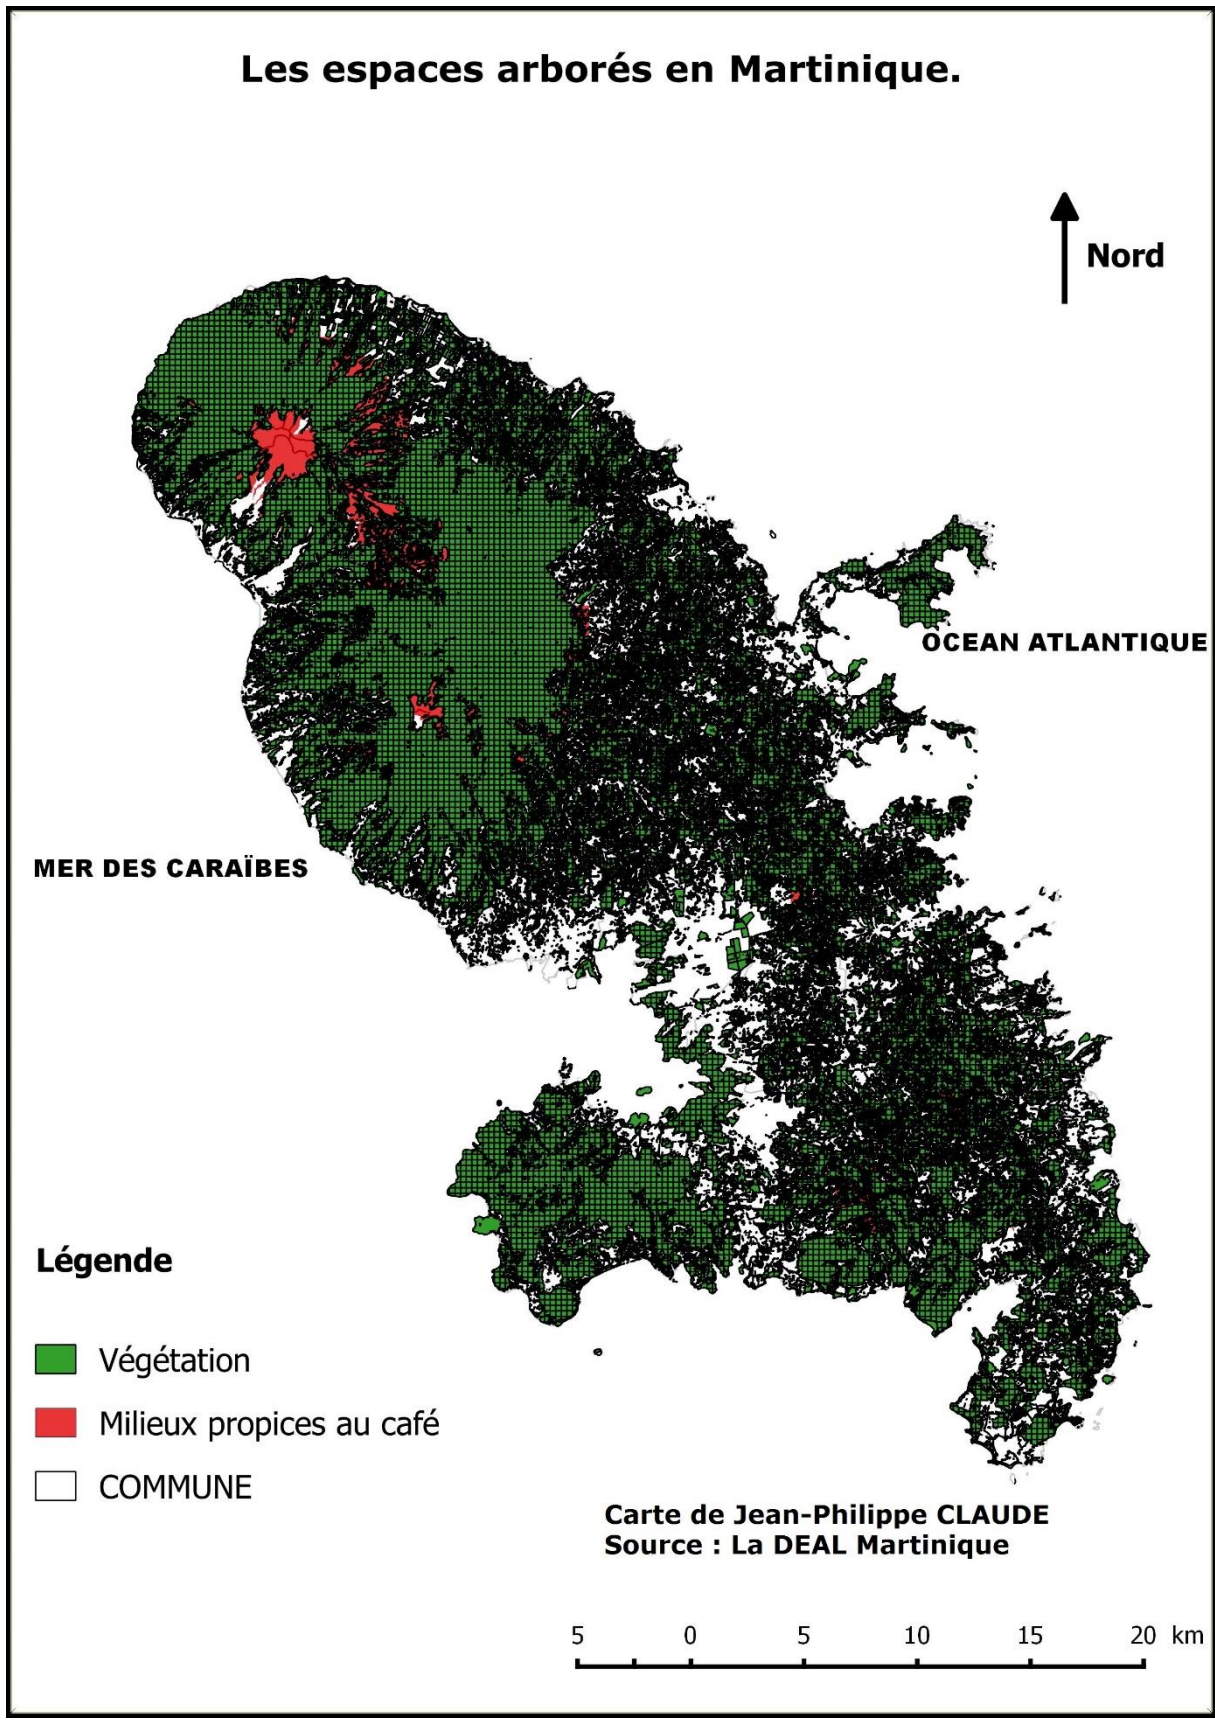 Les espaces arborés en Martinique.
Nord
OCEAN ATLANTIQUE
MER DES CARAÏBES
Légende
Végétation
Milieux propices au café
COMMUNE
Carte de Jean-Philippe CLAUDE
Source : La DEAL Martinique
5 0 5 10 15 20 km